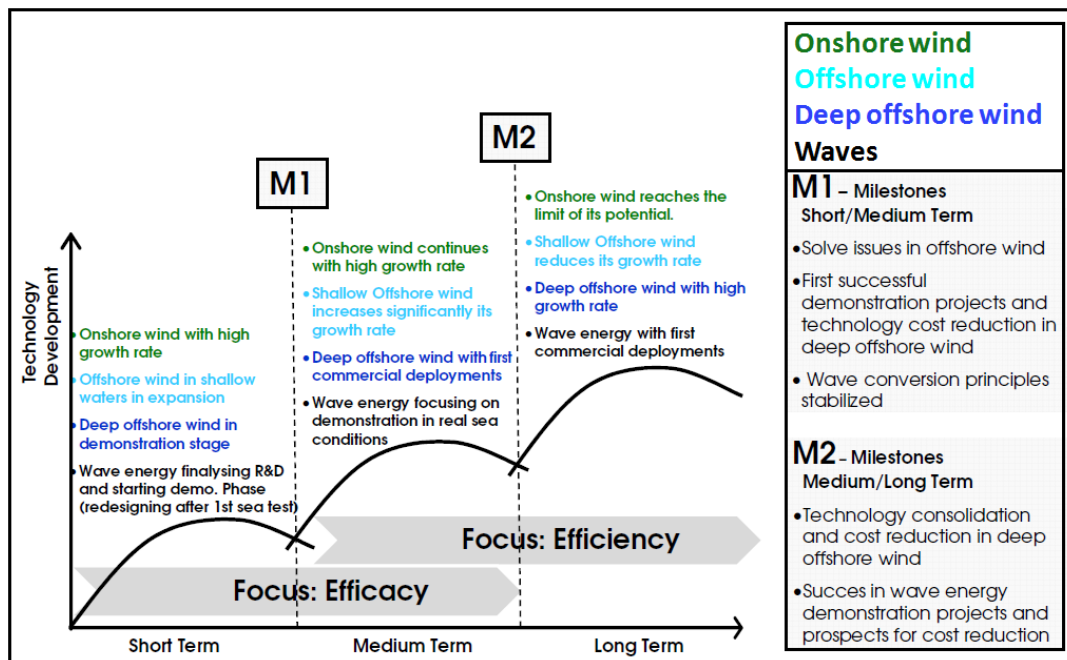 Technology
Development
M1
M2
• Onshore wind with high
growth rate
• Offshore wind in shallow
waters in expansion
• Deep offshore wind in
demonstration stage
• Wave energy finalysing R&D
and starting demo. Phase
(redesigning after 1st sea test)
• Onshore wind continues
with high growth rate
• Shallow Offshore wind
increases significantly its
growth rate
• Deep offshore wind with first
commercial deployments
• Wave energy focusing on
demonstration in real sea
conditions
• Onshore wind reaches the
limit of its potential.
• Shallow Offshore wind
reduces its growth rate
• Deep offshore wind with high
growth rate
• Wave energy with first
commercial deployments
Focus: Efficiency
Focus: Efficacy
Short Term
Medium Term
Long Term
Onshore wind
Offshore wind
Deep offshore wind
Waves
M1 – Milestones
Short/Medium Term
• Solve issues in offshore wind
• First successful
demonstration projects and
technology cost reduction in
deep offshore wind
• Wave conversion principles
stabilized
M2 – Milestones
Medium/Long Term
• Technology consolidation
and cost reduction in deep
offshore wind
• Succes in wave energy
demonstration projects and
prospects for cost reduction